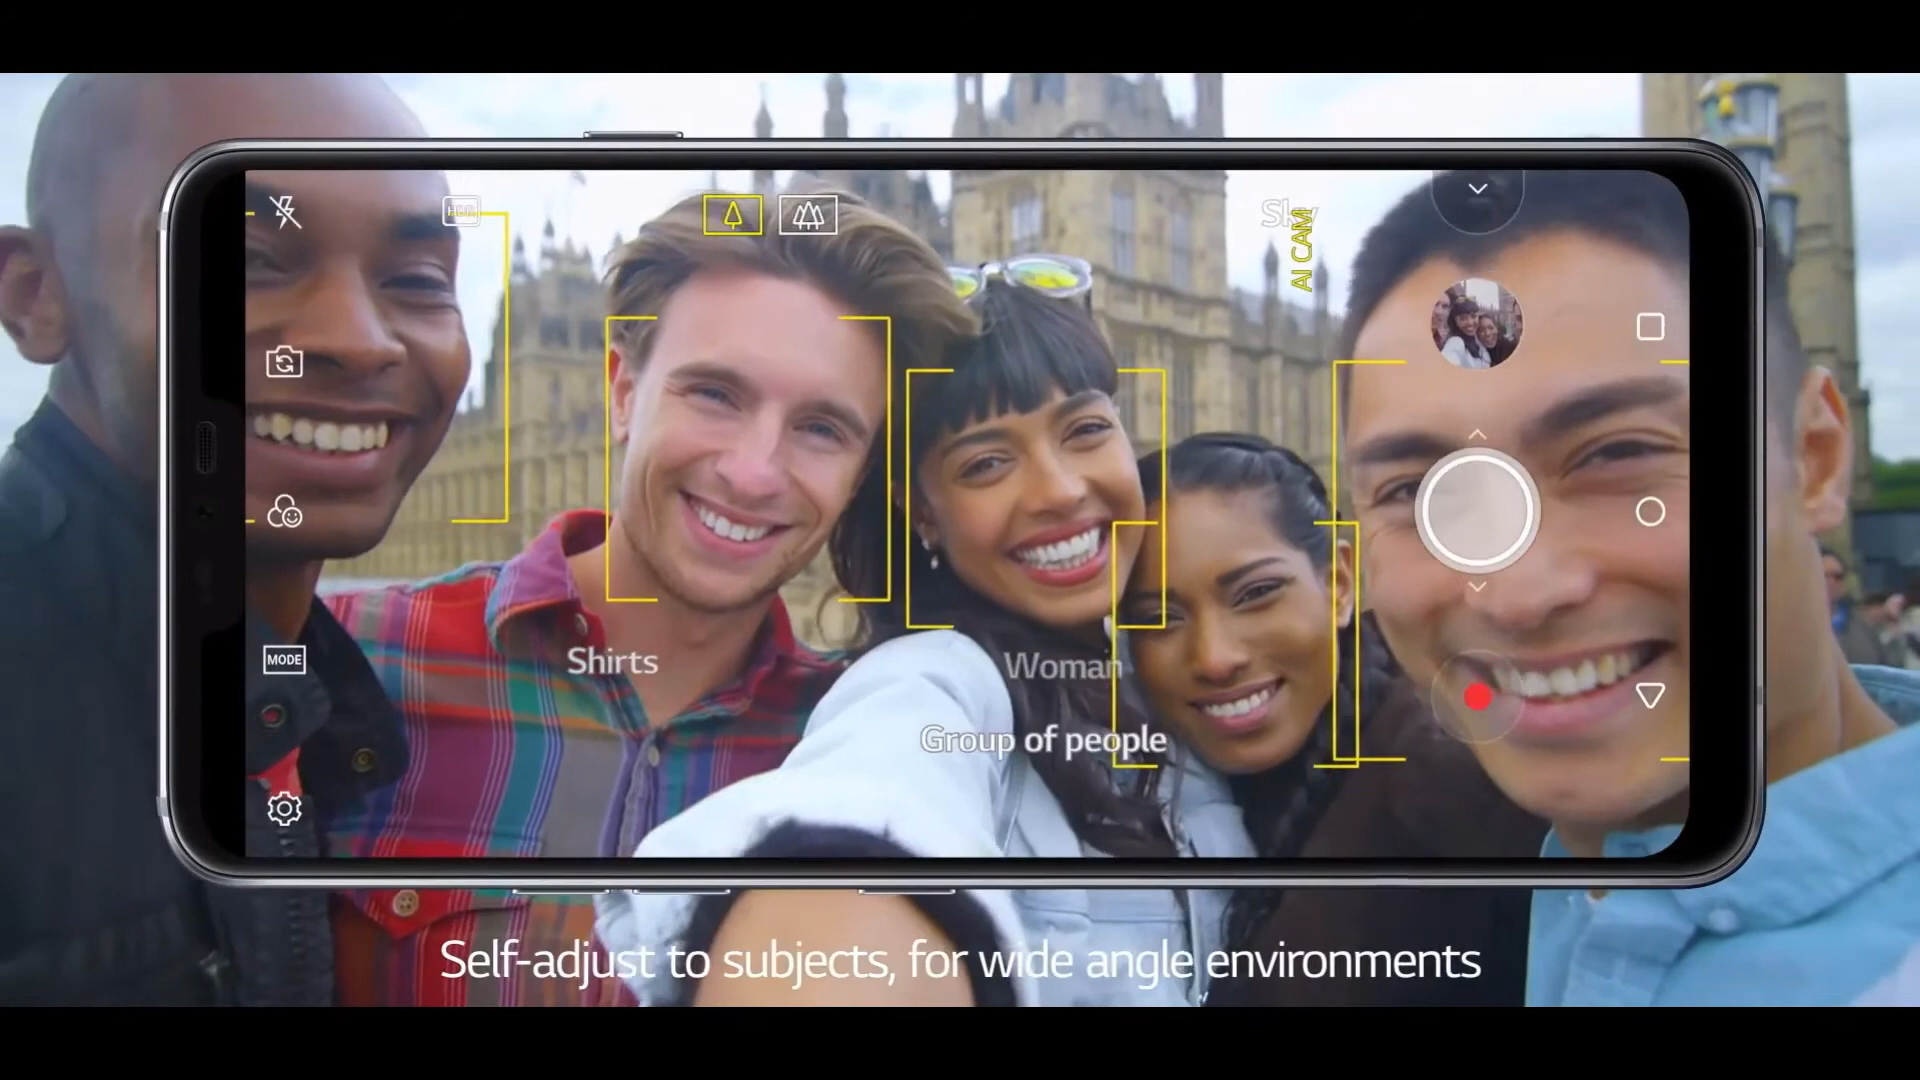 HDR
Sky
AI CAM
Shirts
Woman
MODE
Group of people
Self-adjust to subjects, for wide angle environments